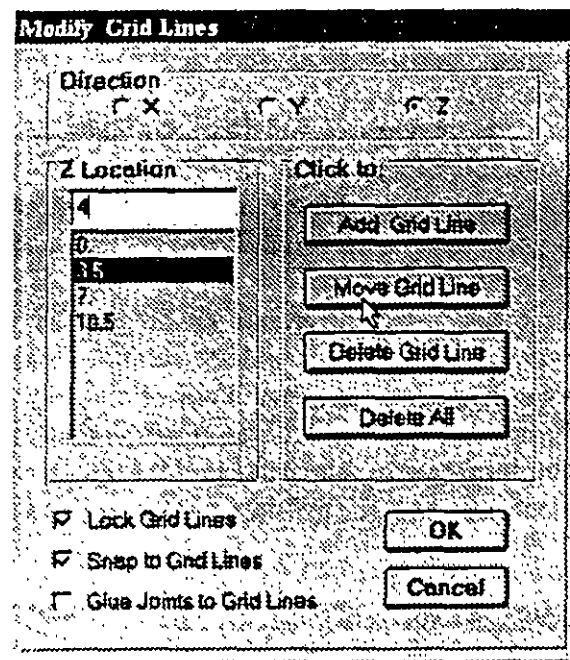 Modify Grid Lines
Direction
X Y Z
Z Location
4
0.
3.5
7.
10.5
Click to:
Add Grid Line
Move Grid Line
Delete Grid Line
Delete All
Lock Grid Lines
Snap to Grid Lines
Glue Joints to Grid Lines
OK
Cancel